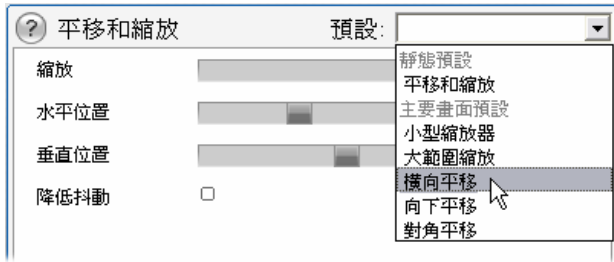 ? 平移和縮放 預設:
縮放
水平位置
垂直位置
降低抖動
靜態預設
平移和縮放
主要畫面預設
小型縮放器
大範圍縮放
橫向平移
向下平移
對角平移